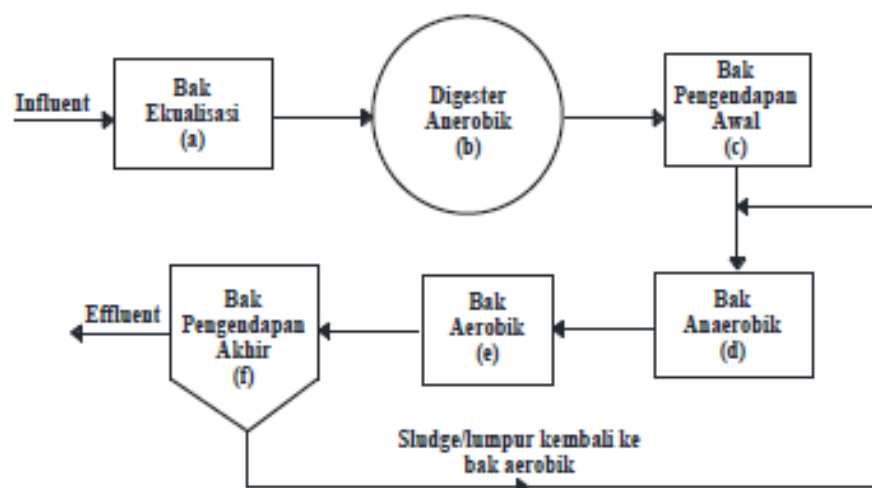 Influent
Bak
Ekualisasi
(a)
Digester
Anerobik
(b)
Bak
Pengendapan
Awal
(c)
Bak
Anaerobik
(d)
Bak
Aerobik
(e)
Bak
Pengendapan
Akhir
(f)
Effluent
Sludge/lumpur kembali ke
bak aerobik